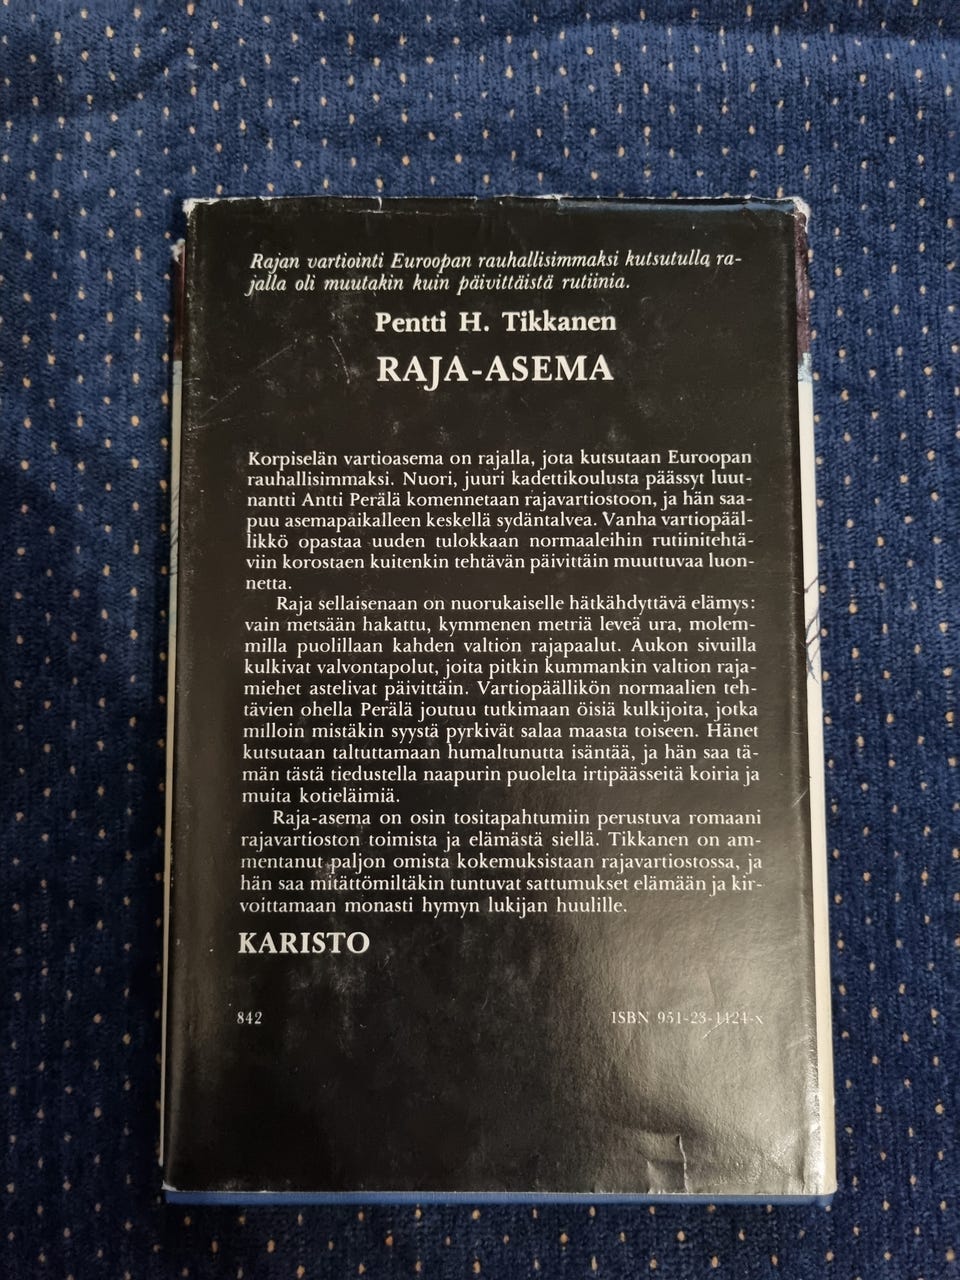 Rajan vartiointi Euroopan rauhallisimmaksi kutsutulla ra-
jalla oli muutakin kuin päivittäistä rutiinia.
Pentti H. Tikkanen
RAJA-ASEMA
Korpiselän vartioasema on rajalla, jota kutsutaan Euroopan
rauhallisimmaksi. Nuori, juuri kadettikoulusta päässyt luut-
nantti Antti Perälä komennetaan rajavartiostoon, ja hän saa-
puu asemapaikalleen keskellä sydäntalvea. Vanha vartiopääl-
likkö opastaa uuden tulokkaan normaaleihin rutiinitehtä-
viin korostaen kuitenkin tehtävän päivittäin muuttuvaa luon-
netta.
Raja sellaisenaan on nuorukaiselle hätkähdyttävä elämys:
vain metsään hakattu, kymmenen metriä leveä ura, molem-
milla puolillaan kahden valtion rajapaalut. Aukon sivuilla
kulkivat valvontapolut, joita pitkin kummankin valtion raja-
miehet astelivat päivittäin. Vartiopäällikön normaalien teh-
tävien ohella Perälä joutuu tutkimaan öisiä kulkijoita, jotka
milloin mistäkin syystä pyrkivät salaa maasta toiseen. Hänet
kutsutaan taltuttamaan humaltunutta isäntää, ja hän saa tä-
män tästä tiedustella naapurin puolelta irtipäässeitä koiria ja
muita kotieläimiä.
Raja-asema on osin tositapahtumiin perustuva romaani
rajavartioston toimista ja elämästä siellä. Tikkanen on am-
mentanut paljon omista kokemuksistaan rajavartiostossa, ja
hän saa mitättömiltäkin tuntuvat sattumukset elämään ja kir-
voittamaan monasti hymyn lukijan huulille.
KARISTO
842
ISBN 951-23-1424-x